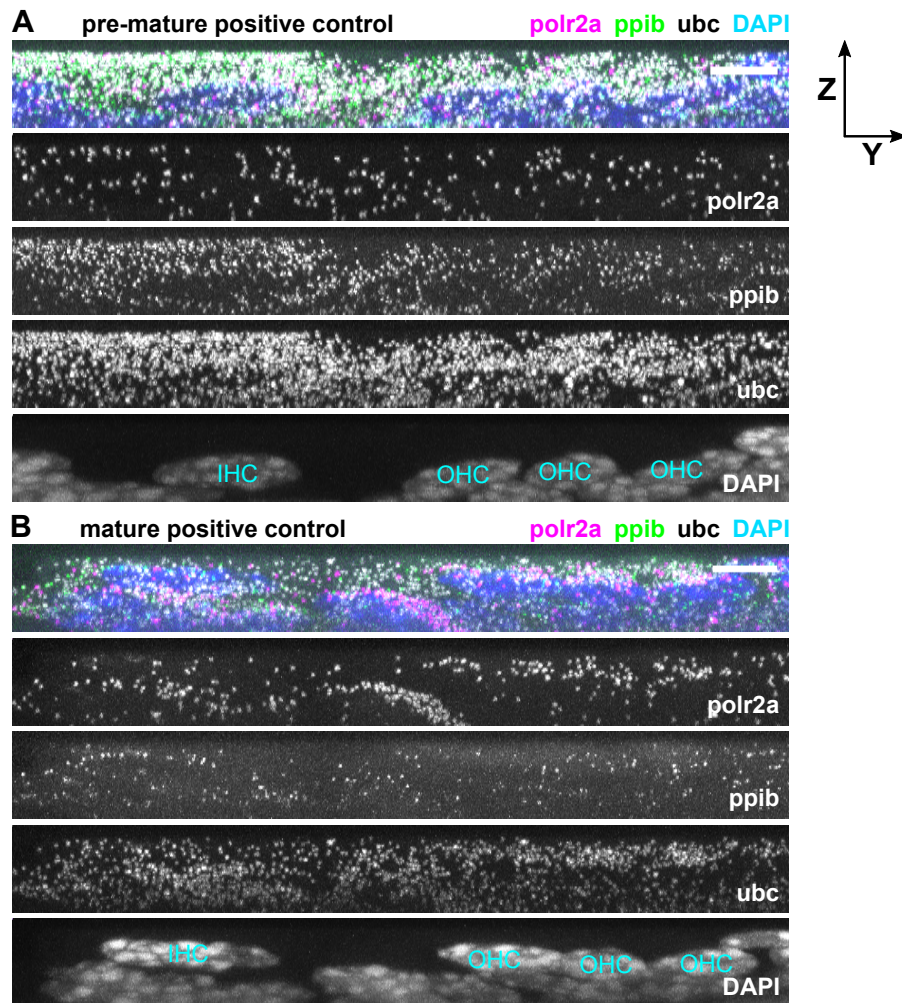 A pre-mature positive control polr2a ppib ubc DAPI
Z
Y
polr2a
ppib
ubc
IHC OHC OHC OHC
DAPI
B mature positive control polr2a ppib ubc DAPI
polr2a
ppib
ubc
IHC OHC OHC OHC
DAPI